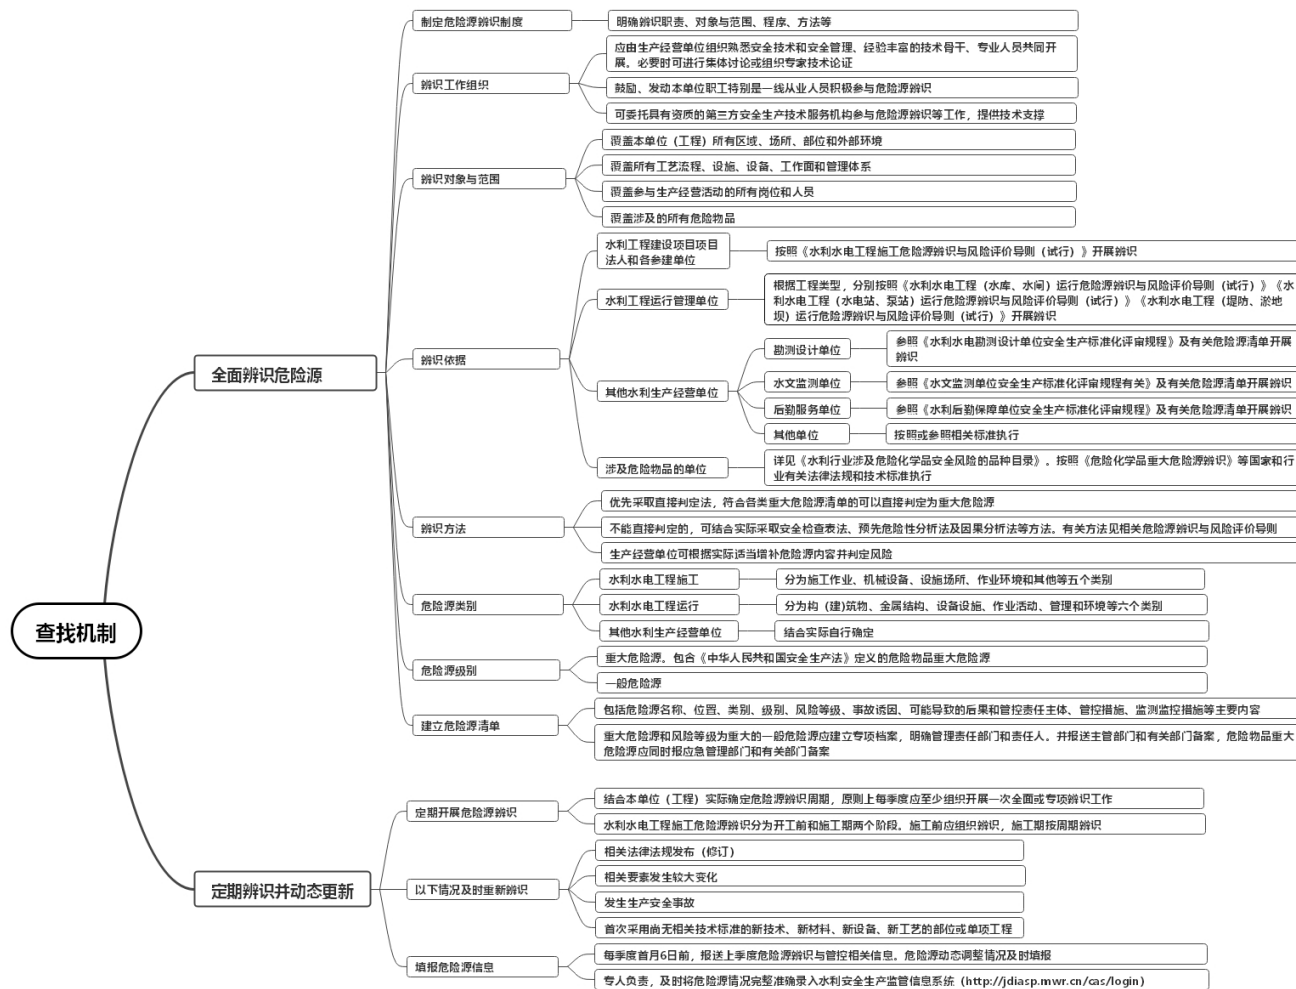 查找机制
全面辨识危险源
制定危险源辨识制度
明确辨识职责、对象与范围、程序、方法等
辨识工作组织
应由生产经营单位组织熟悉安全技术和安全管理、经验丰富的技术骨干、专业人员共同开
展。必要时可进行集体讨论或组织专家技术论证
鼓励、发动本单位职工特别是一线从业人员积极参与危险源辨识
可委托具有资质的第三方安全生产技术服务机构参与危险源辨识等工作，提供技术支撑
辨识对象与范围
覆盖本单位（工程）所有区域、场所、部位和外部环境
覆盖所有工艺流程、设施、设备、工作面和管理体系
覆盖参与生产经营活动的所有岗位和人员
覆盖涉及的所有危险物品
辨识依据
水利工程建设项目项目
法人和各参建单位
按照《水利水电工程施工危险源辨识与风险评价导则（试行）》开展辨识
水利工程运行管理单位
根据工程类型，分别按照《水利水电工程（水库、水闸）运行危险源辨识与风险评价导则（试行）》《水
利水电工程（水电站、泵站）运行危险源辨识与风险评价导则（试行）》《水利水电工程（堤防、淤地
坝）运行危险源辨识与风险评价导则（试行）》开展辨识
其他水利生产经营单位
勘测设计单位
参照《水利水电勘测设计单位安全生产标准化评审规程》及有关危险源清单开展
辨识
水文监测单位
参照《水文监测单位安全生产标准化评审规程有关》及有关危险源清单开展辨识
后勤服务单位
参照《水利后勤保障单位安全生产标准化评审规程》及有关危险源清单开展辨识
其他单位
按照或参照相关标准执行
涉及危险物品的单位
详见《水利行业涉及危险化学品安全风险的品种目录》。按照《危险化学品重大危险源辨识》等国家和行
业有关法律法规和技术标准执行
辨识方法
优先采取直接判定法，符合各类重大危险源清单的可以直接判定为重大危险源
不能直接判定的，可结合实际采取安全检查表法、预先危险性分析法及因果分析法等方法。有关方法见相关危险源辨识与风险评价导则
生产经营单位可根据实际适当增补危险源内容并判定风险
危险源类别
水利水电工程施工
分为施工作业、机械设备、设施场所、作业环境和其他等五个类别
水利水电工程运行
分为构（建)筑物、金属结构、设备设施、作业活动、管理和环境等六个类别
其他水利生产经营单位
结合实际自行确定
危险源级别
重大危险源。包含《中华人民共和国安全生产法》定义的危险物品重大危险源
一般危险源
建立危险源清单
包括危险源名称、位置、类别、级别、风险等级、事故诱因、可能导致的后果和管控责任主体、管控措施、监测监控措施等主要内容
重大危险源和风险等级为重大的一般危险源应建立专项档案，明确管理责任部门和责任人。并报送主管部门和有关部门备案，危险物品重大
危险源应同时报应急管理部门和有关部门备案
定期辨识并动态更新
定期开展危险源辨识
结合本单位（工程）实际确定危险源辨识周期，原则上每季度应至少组织开展一次全面或专项辨识工作
水利水电工程施工危险源辨识分为开工前和施工期两个阶段。施工前应组织辨识，施工期按周期辨识
以下情况及时重新辨识
相关法律法规发布（修订）
相关要素发生较大变化
发生生产安全事故
首次采用尚无相关技术标准的新技术、新材料、新设备、新工艺的部位或单项工程
填报危险源信息
每季度首月6日前，报送上季度危险源辨识与管控相关信息。危险源动态调整情况及时填报
专人负责，及时将危险源情况完整准确录入水利安全生产监管信息系统（http://jdiasp.mwr.cn/cas/login）